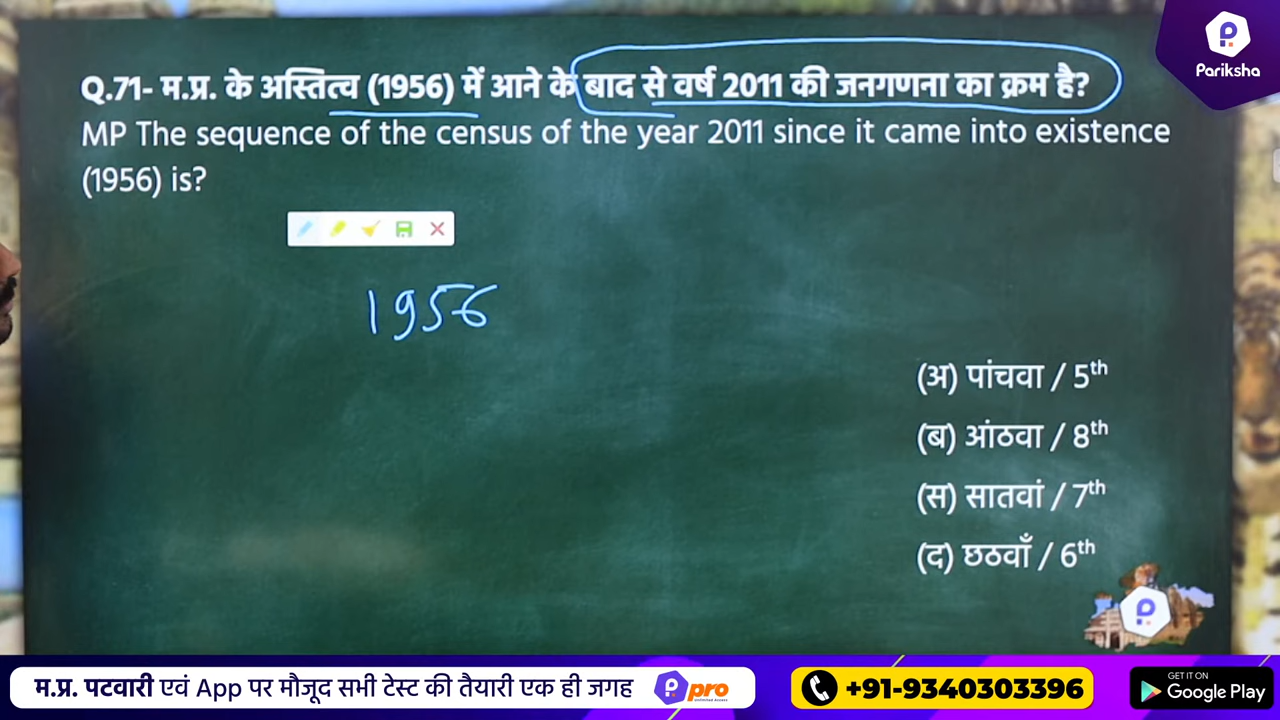 Pariksha
Q.71- म.प्र. के अस्तित्व (1956) में आने के बाद से वर्ष 2011 की जनगणना का क्रम है?
MP The sequence of the census of the year 2011 since it came into existence
(1956) is?
1956
(अ) पांचवा / 5th
(ब) आंठवा / 8th
(स) सातवां / 7th
(द) छठवाँ / 6th
म.प्र. पटवारी एवं App पर मौजूद सभी टेस्ट की तैयारी एक ही जगह
pro
+91-9340303396
GET IT ON
Google Play